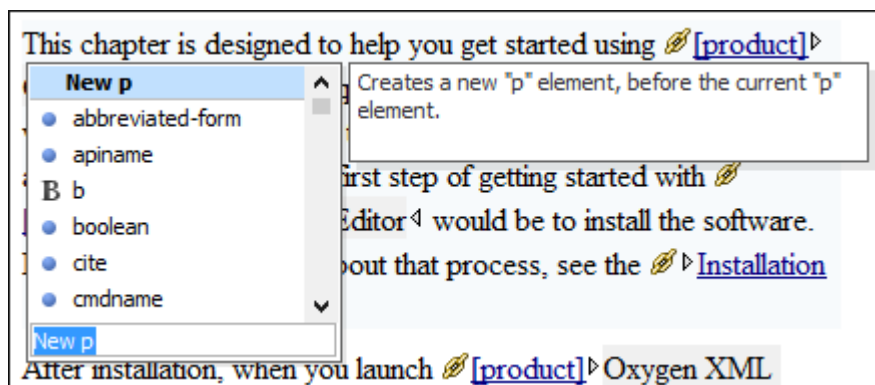 This chapter is designed to help you get started using [product]
New p
Creates a new "p" element, before the current "p"
element.
abbreviated-form
apiname
first step of getting started with
B b
boolean
Editor would be to install the software.
cite
about that process, see the Installation
cmdname
New p
After installation, when you launch [product] Oxygen XML